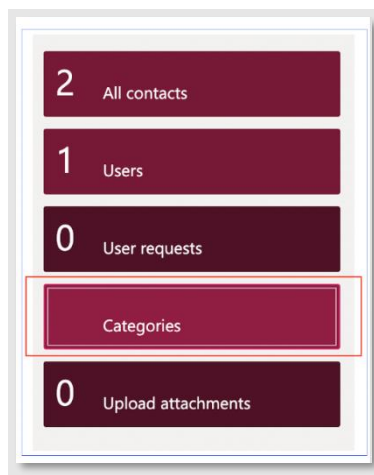 2 All contacts
1 Users
0 User requests
Categories
0 Upload attachments